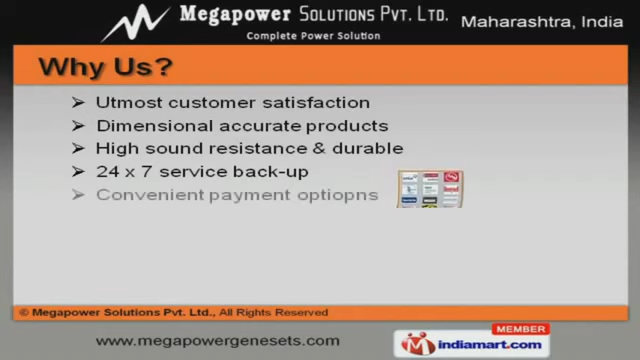 Megapower Solutions Pvt. Ltd.
Complete Power Solution
Maharashtra, India
Why Us?
➢ Utmost customer satisfaction
➢ Dimensional accurate products
➢ High sound resistance & durable
➢ 24 x 7 service back-up
➢ Convenient payment optiopns
© Megapower Solutions Pvt. Ltd., All Rights Reserved
www.megapowergenesets.com
MEMBER
indiamart.com